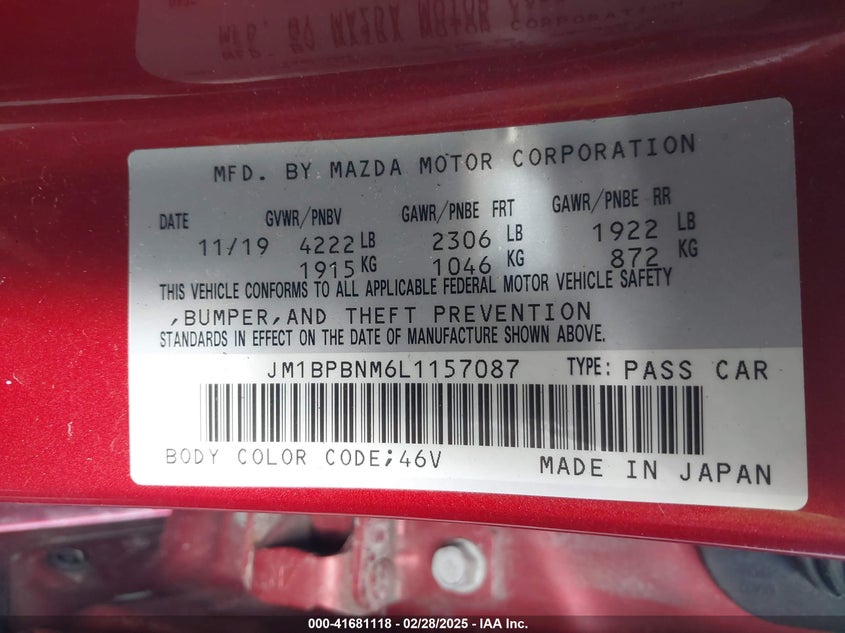 MFD. BY MAZDA MOTOR CORPORATION
DATE GVWR/PNBV GAWR/PNBE FRT GAWR/PNBE RR
11/19 4222 LB 2306 LB 1922 LB
1915 KG 1046 KG 872 KG
THIS VEHICLE CONFORMS TO ALL APPLICABLE FEDERAL MOTOR VEHICLE SAFETY
,BUMPER,AND THEFT PREVENTION
STANDARDS IN EFFECT ON THE DATE OF MANUFACTURE SHOWN ABOVE.
JM1BPBNM6L1157087 TYPE: PASS CAR
BODY COLOR CODE;46V MADE IN JAPAN
000-41681118 - 02/28/2025 - IAA Inc.